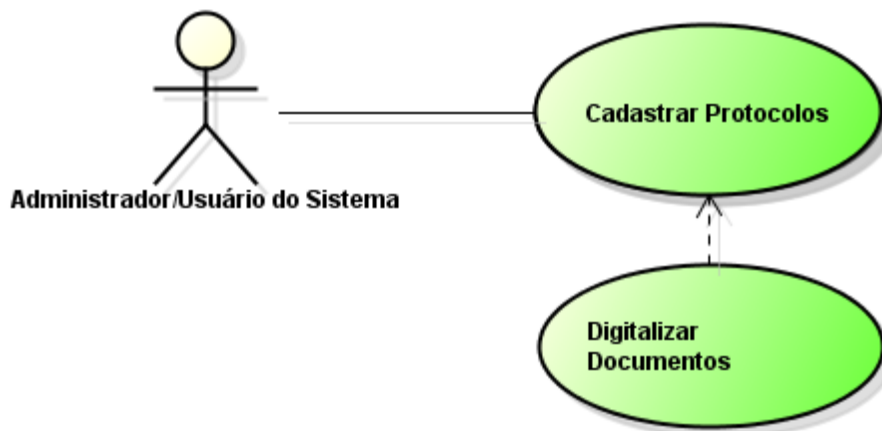 Cadastrar Protocolos
Administrador/Usuário do Sistema
Digitalizar
Documentos